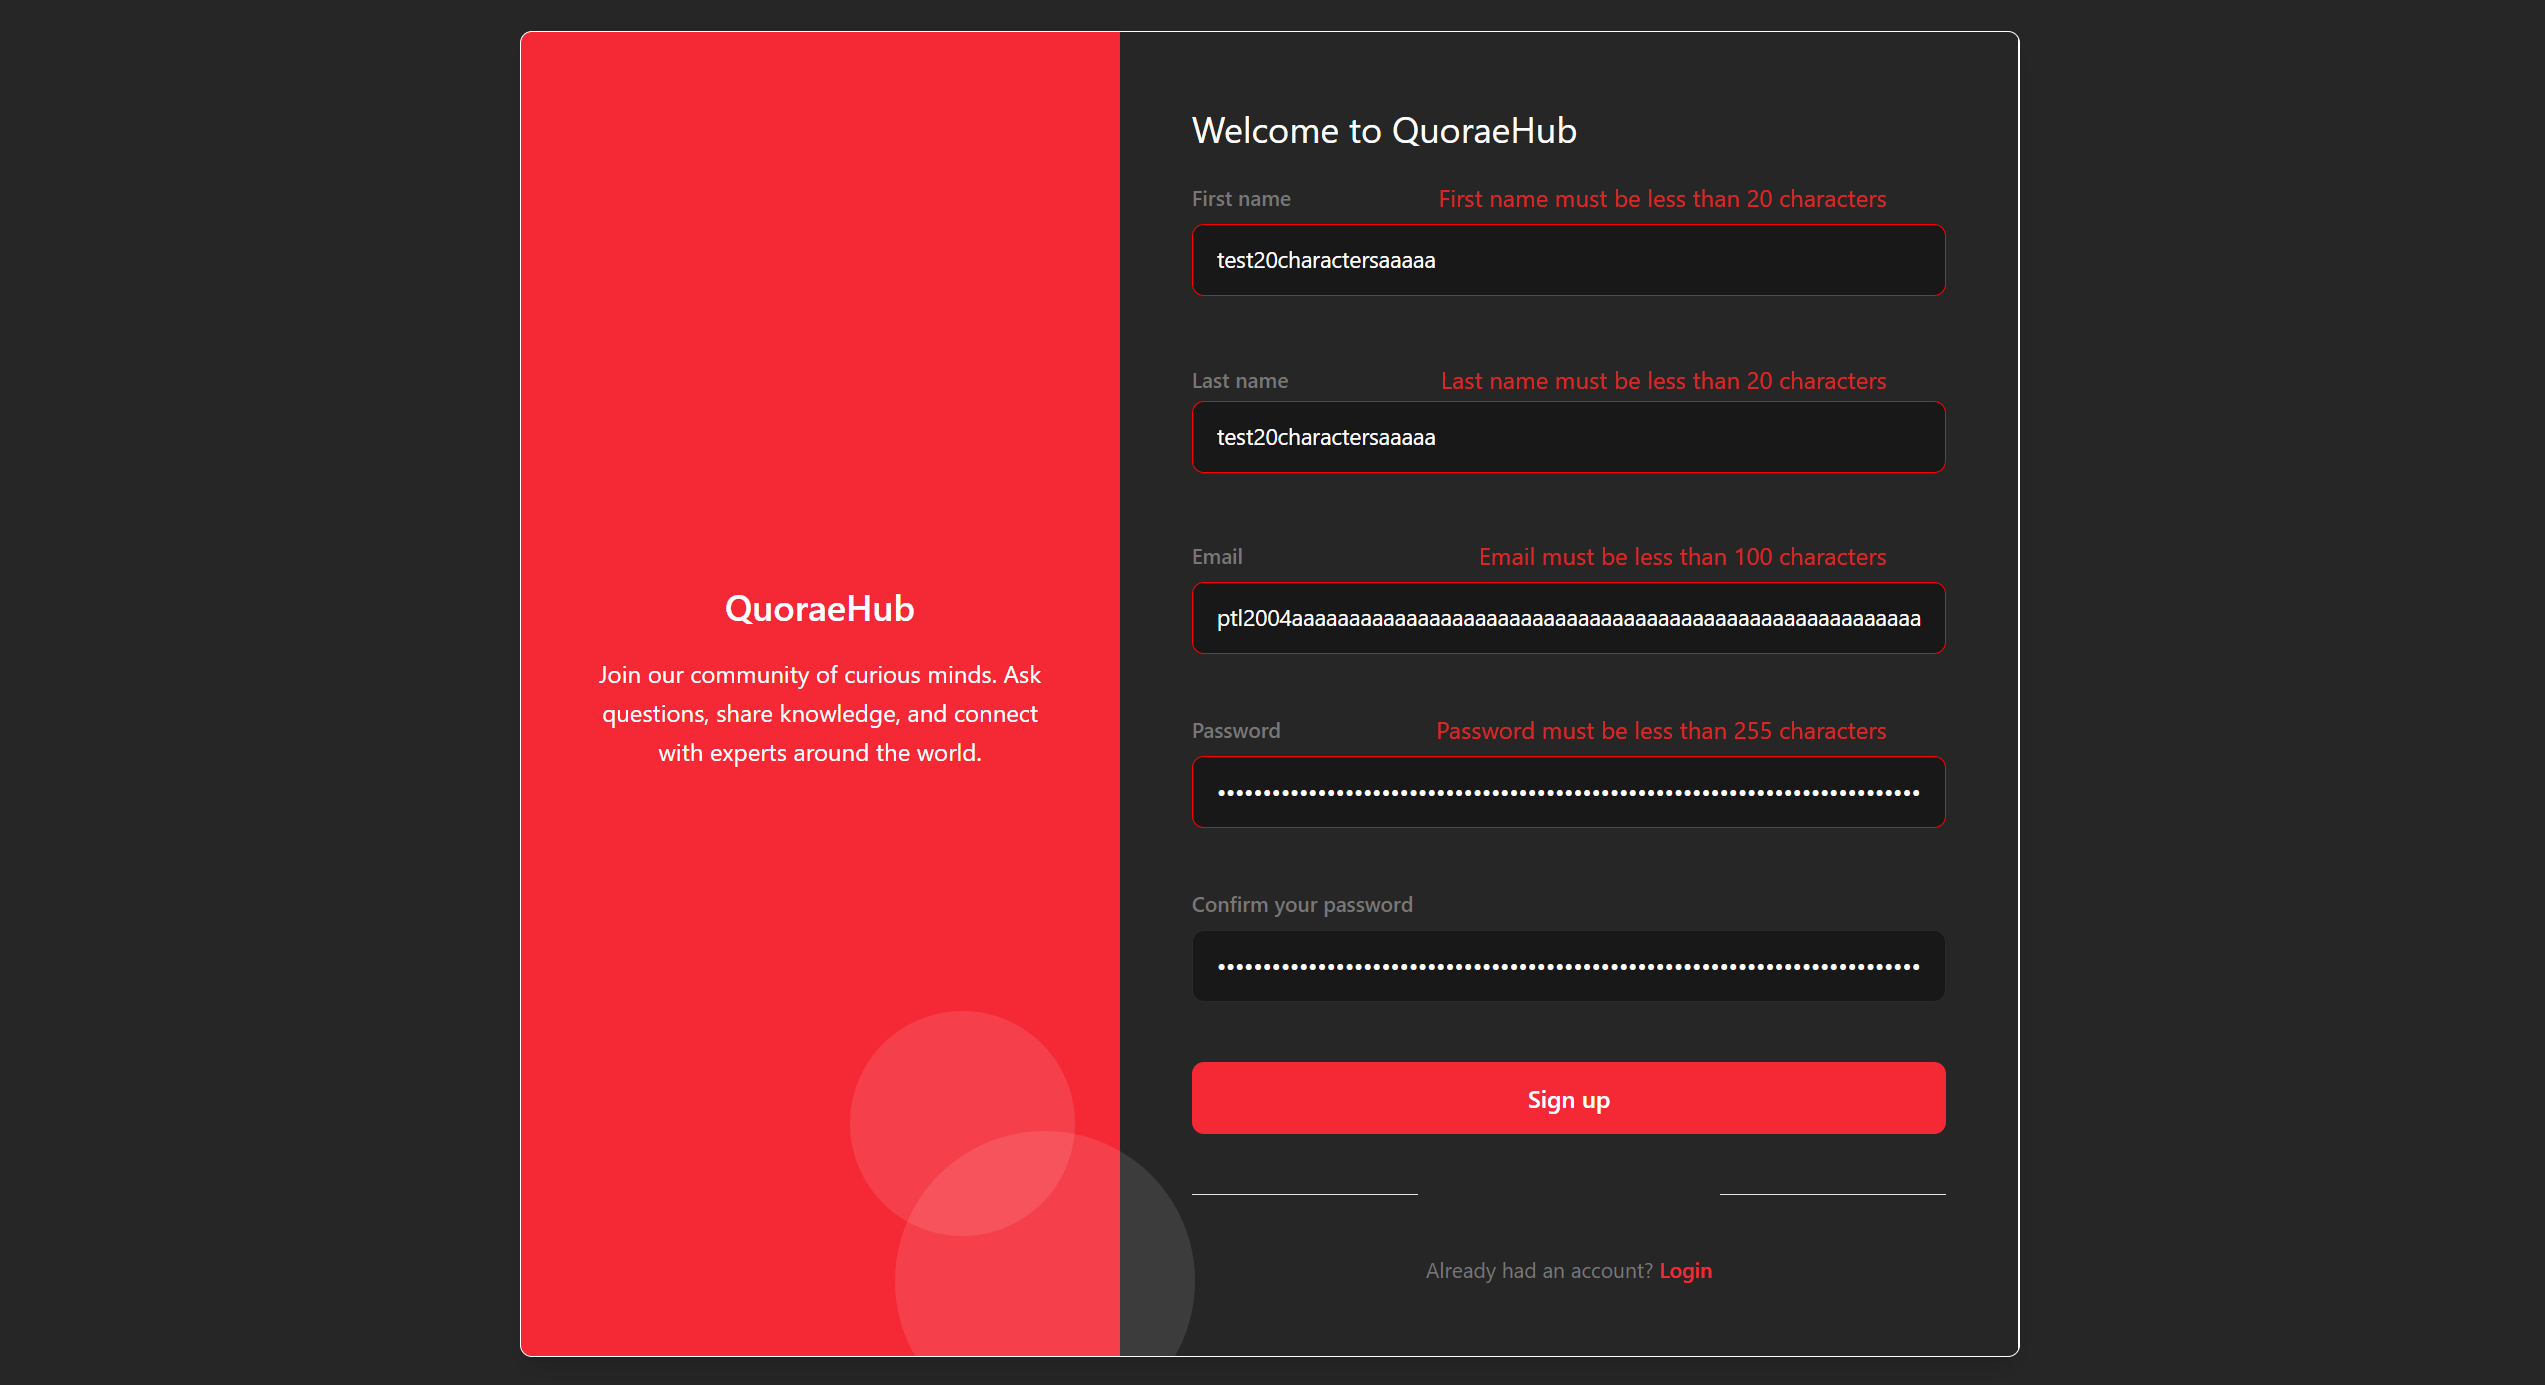 QuoraeHub
Join our community of curious minds. Ask
questions, share knowledge, and connect
with experts around the world.
Welcome to QuoraeHub
First name
First name must be less than 20 characters
test20charactersaaaaa
Last name
Last name must be less than 20 characters
test20charactersaaaaa
Email
Email must be less than 100 characters
ptl2004aaaaaaaaaaaaaaaaaaaaaaaaaaaaaaaaaaaaaaaaaaaaaaaaaaaaaaa
Password
Password must be less than 255 characters
Confirm your password
Sign up
Already had an account? Login